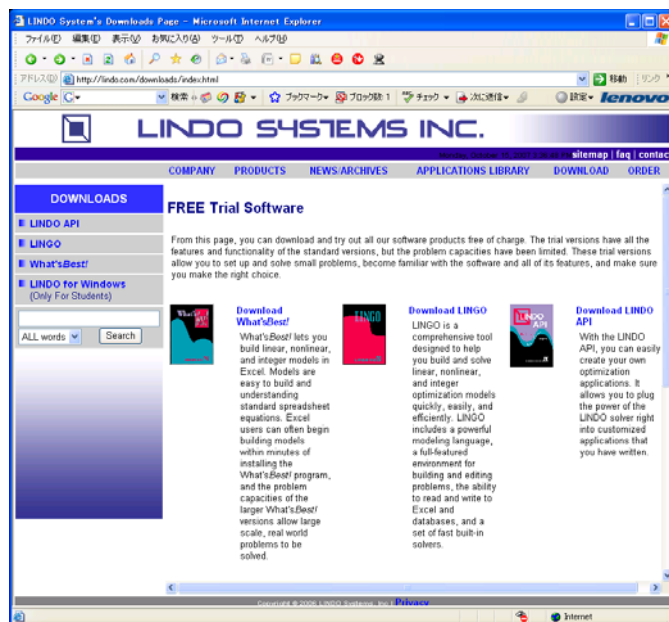 LINDO System's Downloads Page - Microsoft Internet Explorer
ファイル(F) 編集(E) 表示(V) お気に入り(A) ツール(T) ヘルプ(H)
アドレス(D) http://lindo.com/downloads/index.html 移動 リンク
Google G 検索 ブックマーク ブロック数: 1 チェック 次に送信 設定 lenovo
LINDO SYSTEMS INC.
sitemap | faq | contac
COMPANY PRODUCTS NEWS/ARCHIVES APPLICATIONS LIBRARY DOWNLOAD ORDER
DOWNLOADS
LINDO API
LINGO
What'sBest!
LINDO for Windows
(Only For Students)
ALL words Search
FREE Trial Software
From this page, you can download and try out all our software products free of charge. The trial versions have all the
features and functionality of the standard versions, but the problem capacities have been limited. These trial versions
allow you to set up and solve small problems, become familiar with the software and all of its features, and make sure
you make the right choice.
Download
What'sBest!
What'sBest! lets you
build linear, nonlinear,
and integer models in
Excel. Models are
easy to build and
understanding
standard spreadsheet
equations. Excel
users can often begin
building models
within minutes of
installing the
What'sBest! program,
and the problem
capacities of the
larger What'sBest!
versions allow large
scale, real world
problems to be
solved.
LINGO
Download LINGO
LINGO is a
comprehensive tool
designed to help
you build and solve
linear, nonlinear,
and integer
optimization models
quickly, easily, and
efficiently. LINGO
includes a powerful
modeling language,
a full-featured
environment for
building and editing
problems, the ability
to read and write to
Excel and
databases, and a
set of fast built-in
solvers.
LINDO
API
Download LINDO
API
With the LINDO
API, you can easily
create your own
optimization
applications. It
allows you to plug
the power of the
LINDO solver right
into customized
applications that
you have written.
Copyright © 2006 LINDO Systems, Inc. | Privacy
Internet